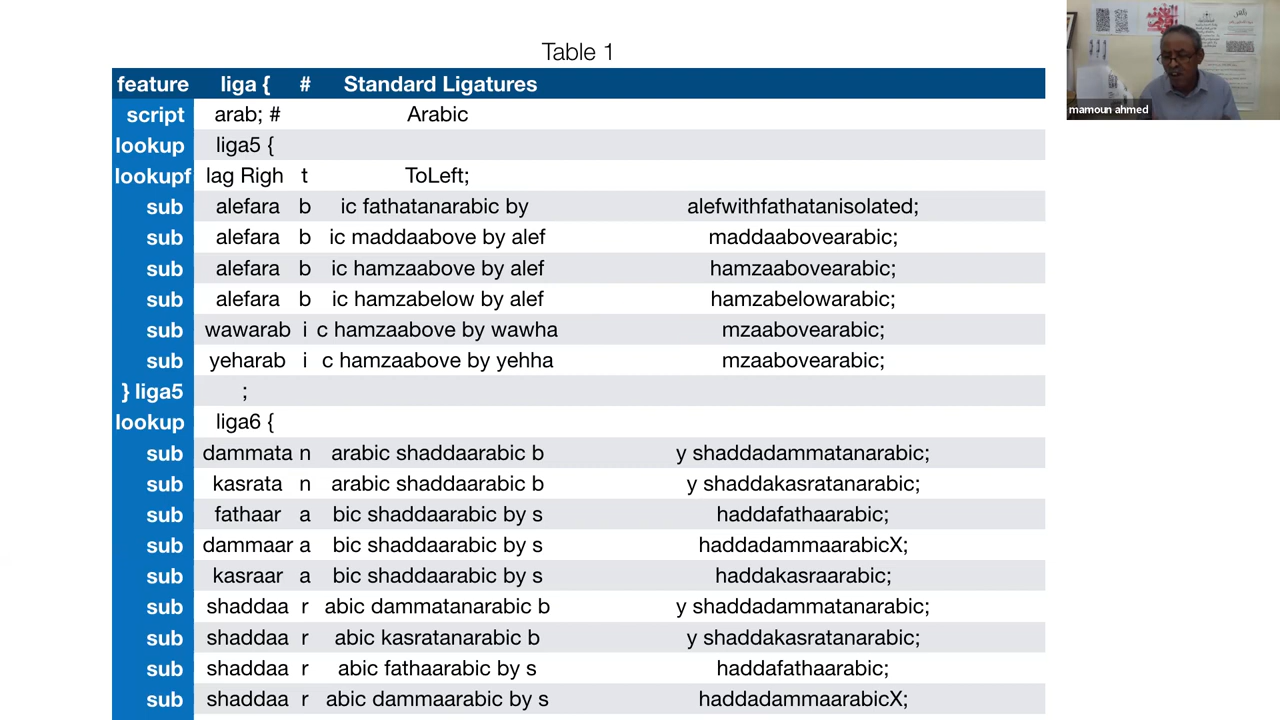 Table 1
feature liga { # Standard Ligatures
script arab; # Arabic
lookup liga5 {
lookupf lag Righ t ToLeft;
sub alefara b ic fathatanarabic by alefwithfathatanisolated;
sub alefara b ic maddaabove by alef maddaabovearabic;
sub alefara b ic hamzaabove by alef hamzaabovearabic;
sub alefara b ic hamzabelow by alef hamzabelowarabic;
sub wawarab i c hamzaabove by wawha mzaabovearabic;
sub yeharab i c hamzaabove by yehha mzaabovearabic;
} liga5 ;
lookup liga6 {
sub dammata n arabic shaddaarabic b y shaddadammatanarabic;
sub kasrata n arabic shaddaarabic b y shaddakasratanarabic;
sub fathaar a bic shaddaarabic by s haddafathaarabic;
sub dammaar a bic shaddaarabic by s haddadammaarabicX;
sub kasraar a bic shaddaarabic by s haddakasraarabic;
sub shaddaa r abic dammatanarabic b y shaddadammatanarabic;
sub shaddaa r abic kasratanarabic b y shaddakasratanarabic;
sub shaddaa r abic fathaarabic by s haddafathaarabic;
sub shaddaa r abic dammaarabic by s haddadammaarabicX;
mamoun ahmed